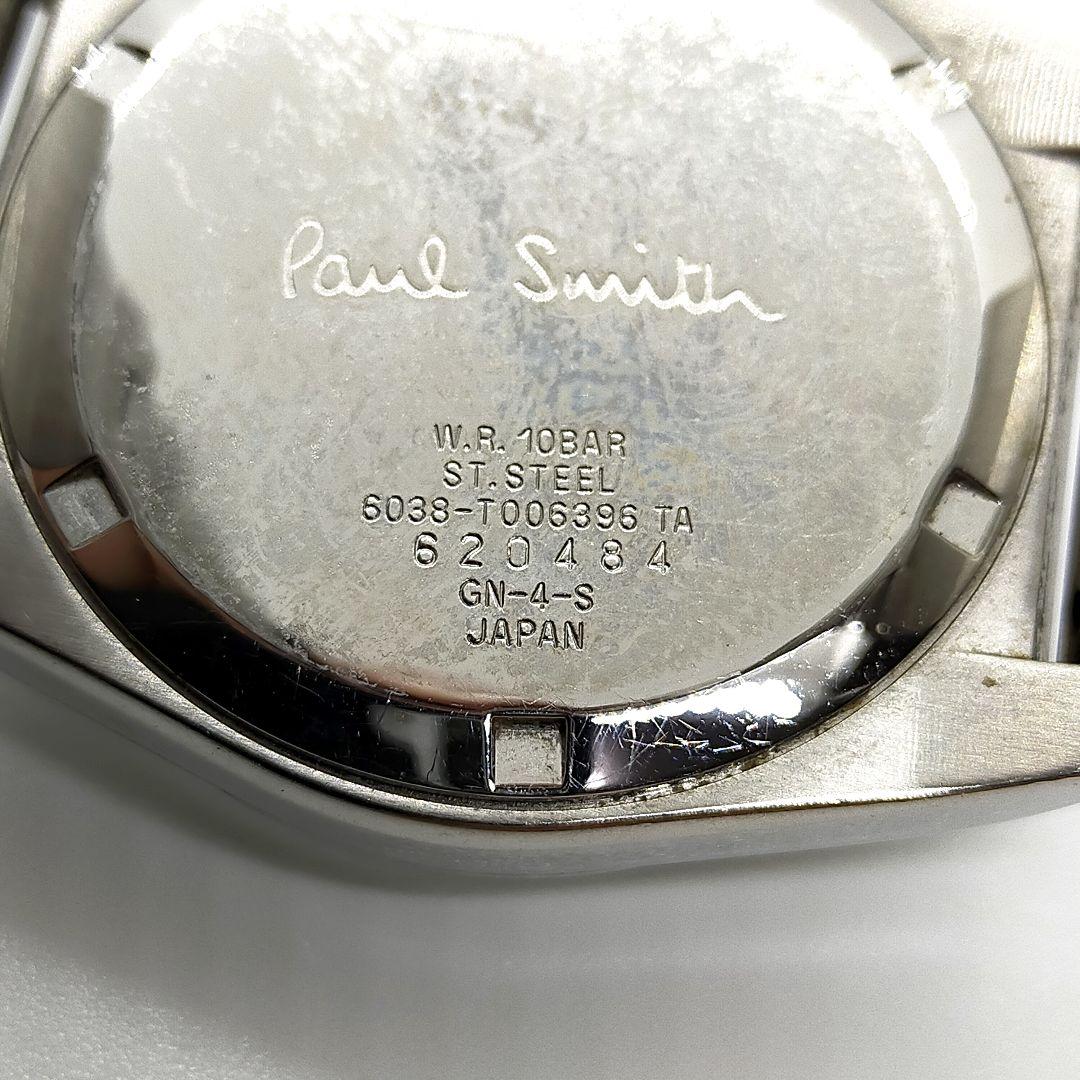 Paul Smith
W.R. 10BAR
ST. STEEL
6038-T006396 TA
620484
GN-4-S
JAPAN